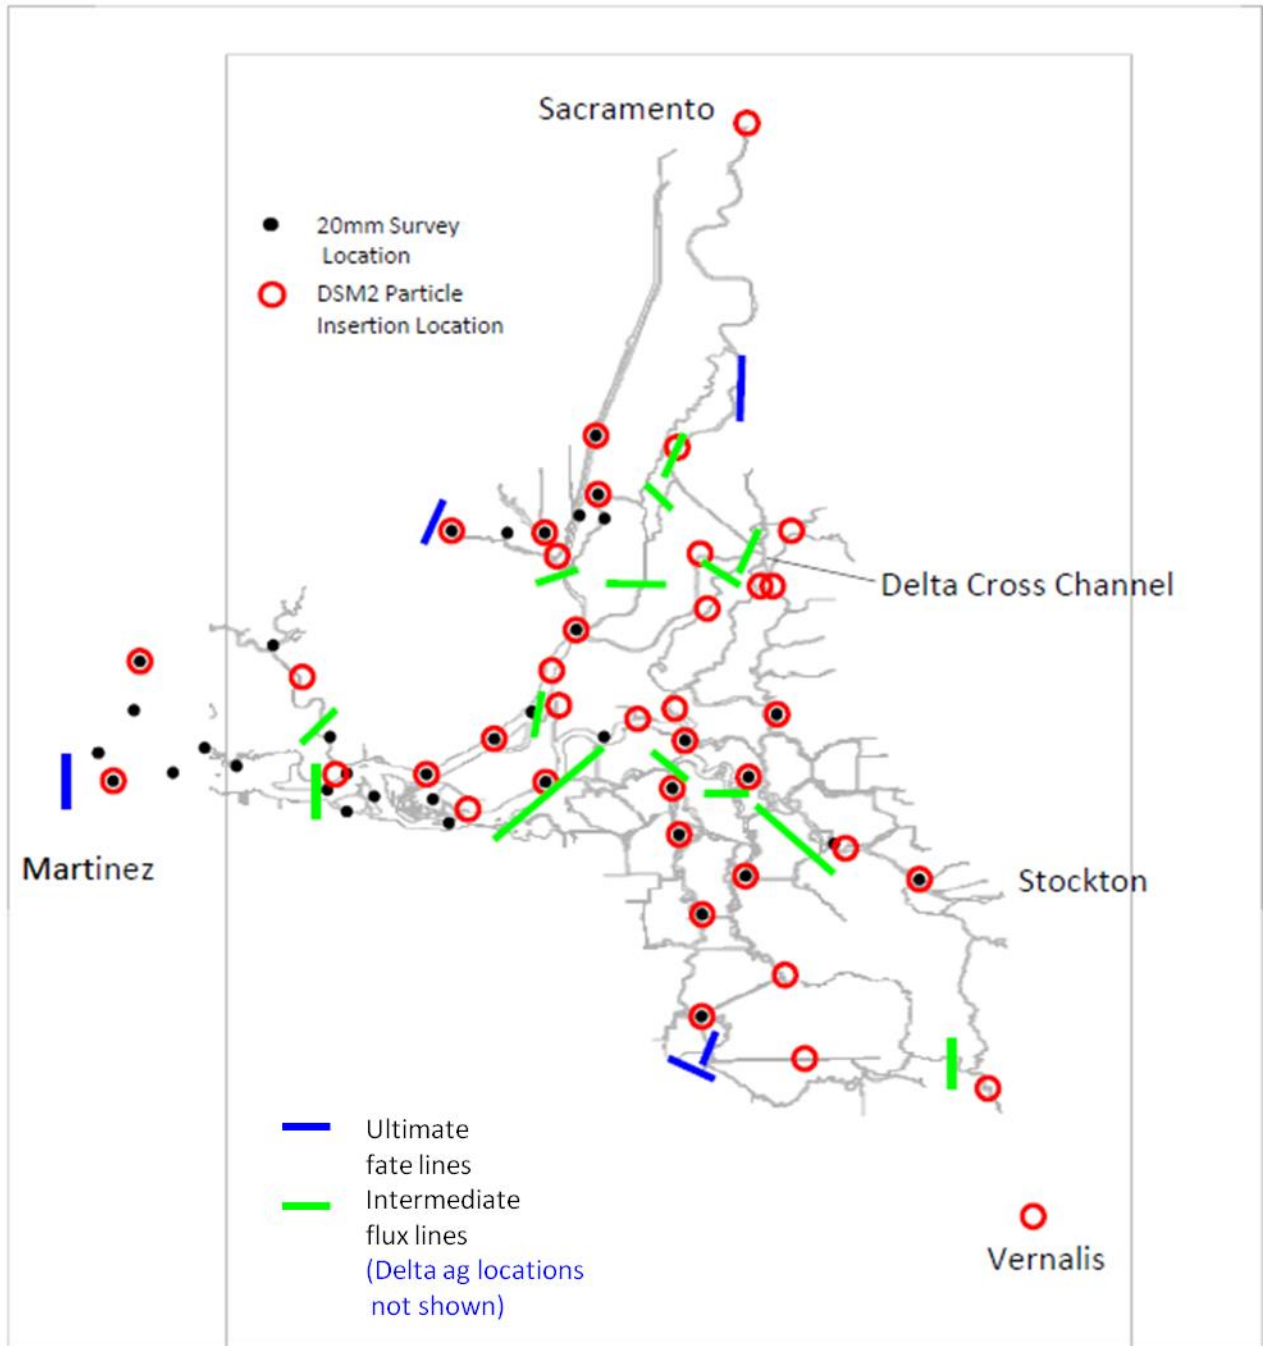 Sacramento
20mm Survey
Location
DSM2 Particle
Insertion Location
Delta Cross Channel
Martinez
Stockton
Ultimate
fate lines
Intermediate
flux lines
(Delta ag locations
not shown)
Vernalis